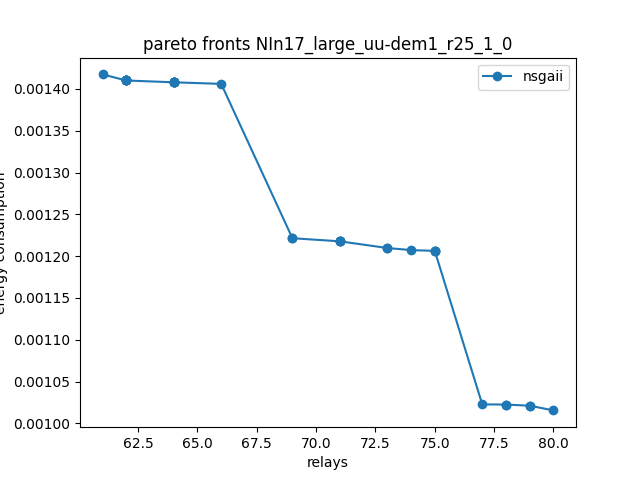 pareto fronts NIn17_large_uu-dem1_r25_1_0
nsgaii
0.00140
0.00135
0.00130
0.00125
0.00120
0.00115
0.00110
0.00105
0.00100
energy consumption
62.5 65.0 67.5 70.0 72.5 75.0 77.5 80.0
relays